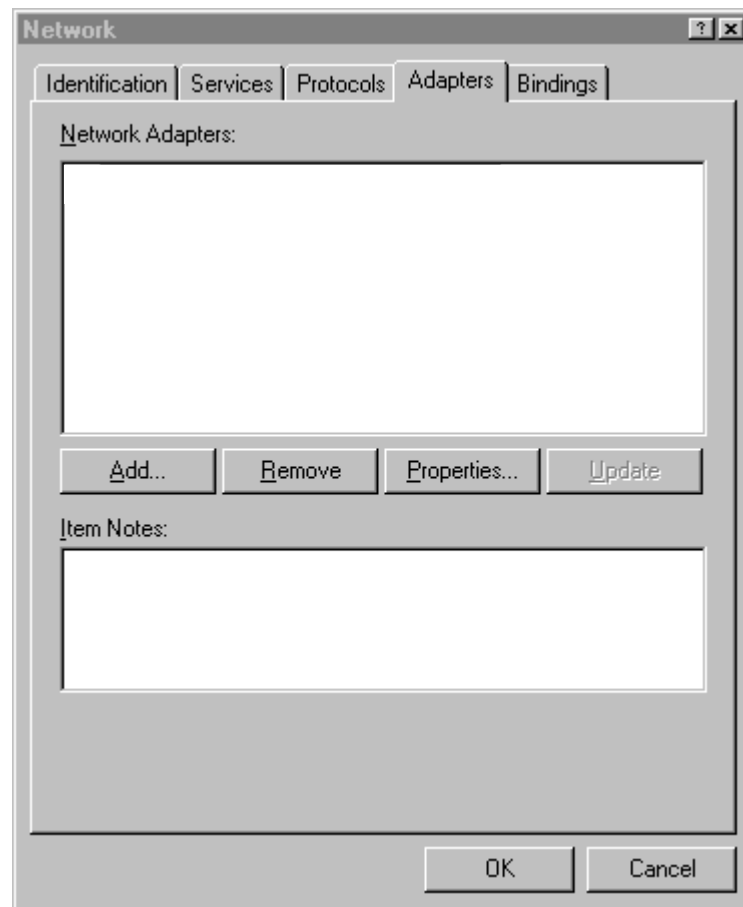 Network
Identification Services Protocols Adapters Bindings
Network Adapters:
Add... Remove Properties... Update
Item Notes:
OK Cancel